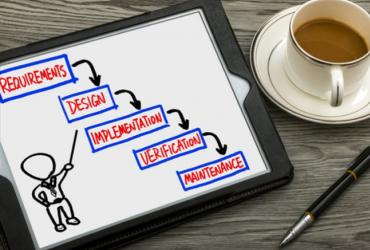 REQUIREMENTS
DESIGN
IMPLEMENTATION
VERIFICATION
MAINTENANCE